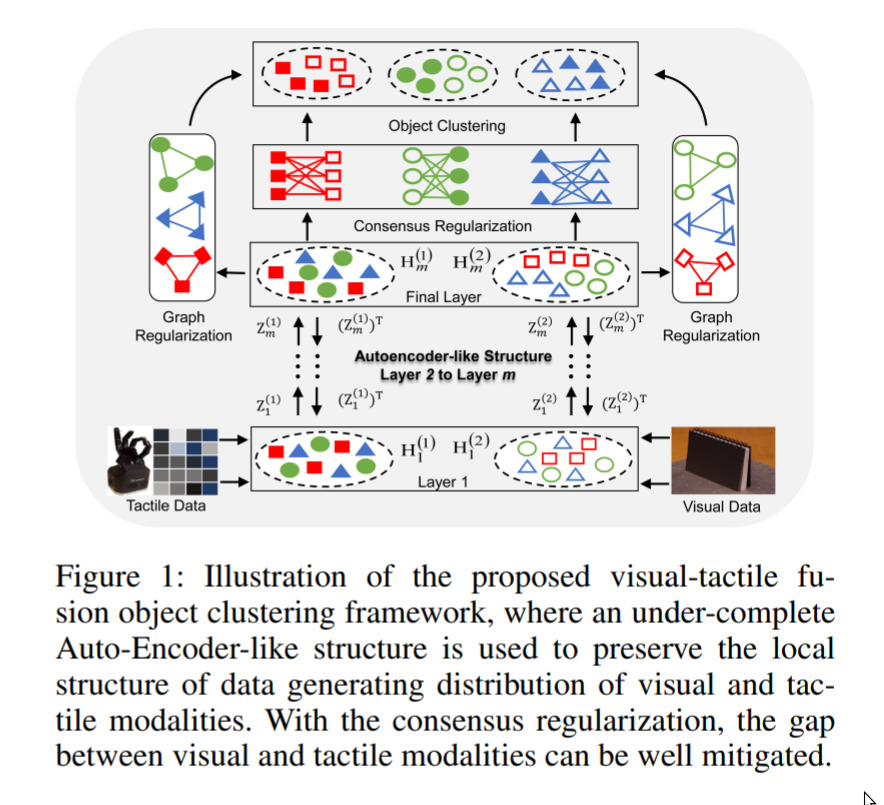 Object Clustering
Consensus Regularization
H_m^(1) H_m^(2)
Final Layer
Graph
Regularization
Graph
Regularization
Z_m^(1) (Z_m^(1))^T
Z_m^(2) (Z_m^(2))^T
Autoencoder-like Structure
Layer 2 to Layer m
Z_1^(1) (Z_1^(1))^T
Z_1^(2) (Z_1^(2))^T
H_1^(1) H_1^(2)
Layer 1
Tactile Data
Visual Data
Figure 1: Illustration of the proposed visual-tactile fu-
sion object clustering framework, where an under-complete
Auto-Encoder-like structure is used to preserve the local
structure of data generating distribution of visual and tac-
tile modalities. With the consensus regularization, the gap
between visual and tactile modalities can be well mitigated.